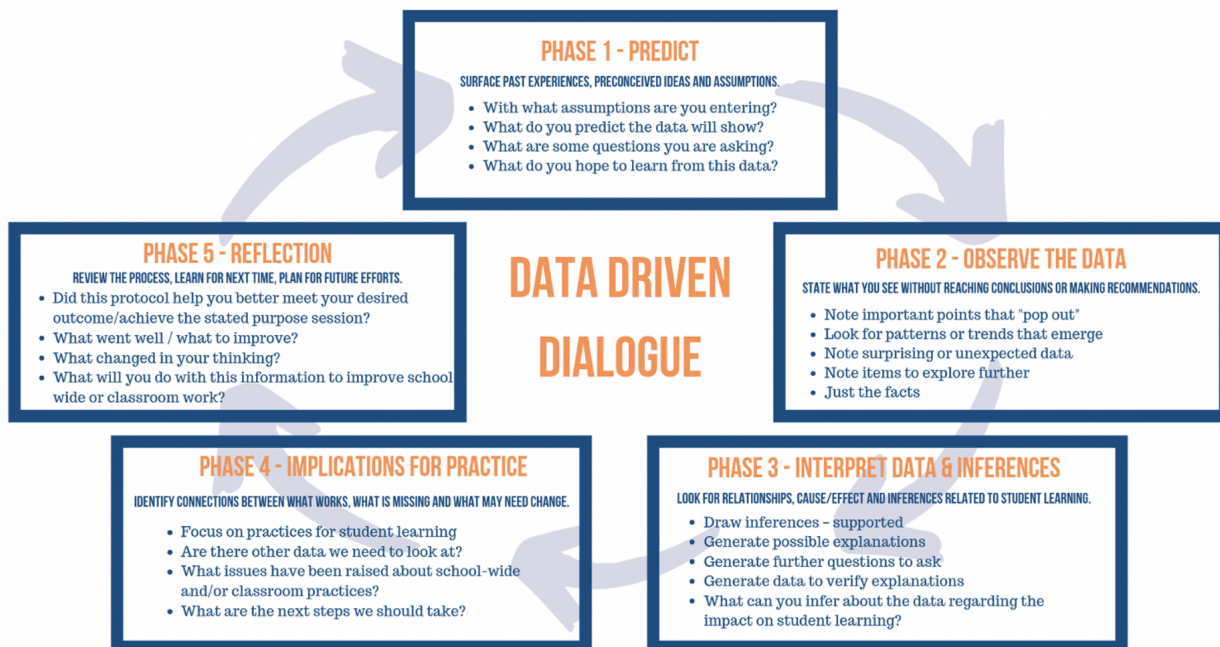 PHASE 1 - PREDICT
SURFACE PAST EXPERIENCES, PRECONCEIVED IDEAS AND ASSUMPTIONS.
• With what assumptions are you entering?
• What do you predict the data will show?
• What are some questions you are asking?
• What do you hope to learn from this data?
DATA DRIVEN
DIALOGUE
PHASE 2 - OBSERVE THE DATA
STATE WHAT YOU SEE WITHOUT REACHING CONCLUSIONS OR MAKING RECOMMENDATIONS.
• Note important points that "pop out"
• Look for patterns or trends that emerge
• Note surprising or unexpected data
• Note items to explore further
• Just the facts
PHASE 3 - INTERPRET DATA & INFERENCES
LOOK FOR RELATIONSHIPS, CAUSE/EFFECT AND INFERENCES RELATED TO STUDENT LEARNING.
• Draw inferences – supported
• Generate possible explanations
• Generate further questions to ask
• Generate data to verify explanations
• What can you infer about the data regarding the
impact on student learning?
PHASE 4 - IMPLICATIONS FOR PRACTICE
IDENTIFY CONNECTIONS BETWEEN WHAT WORKS, WHAT IS MISSING AND WHAT MAY NEED CHANGE.
• Focus on practices for student learning
• Are there other data we need to look at?
• What issues have been raised about school-wide
and/or classroom practices?
• What are the next steps we should take?
PHASE 5 - REFLECTION
REVIEW THE PROCESS, LEARN FOR NEXT TIME, PLAN FOR FUTURE EFFORTS.
• Did this protocol help you better meet your desired
outcome/achieve the stated purpose session?
• What went well / what to improve?
• What changed in your thinking?
• What will you do with this information to improve school
wide or classroom work?